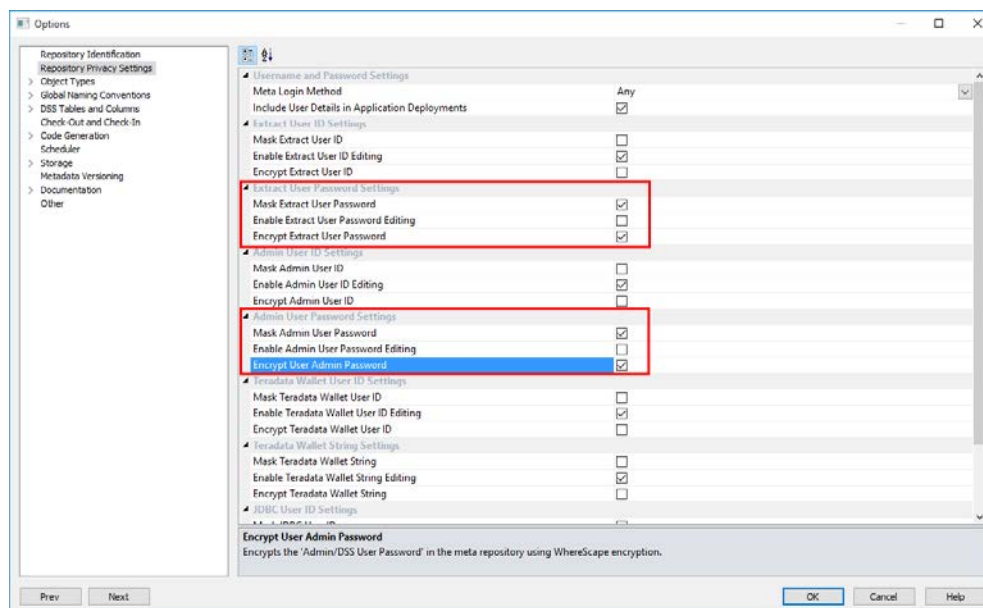 Options
Repository Identification
Repository Privacy Settings
Object Types
Global Naming Conventions
DSS Tables and Columns
Check-Out and Check-In
Code Generation
Scheduler
Storage
Metadata Versioning
Documentation
Other
Username and Password Settings
Meta Login Method Any
Include User Details in Application Deployments
Extract User ID Settings
Mask Extract User ID
Enable Extract User ID Editing
Encrypt Extract User ID
Extract User Password Settings
Mask Extract User Password
Enable Extract User Password Editing
Encrypt Extract User Password
Admin User ID Settings
Mask Admin User ID
Enable Admin User ID Editing
Encrypt Admin User ID
Admin User Password Settings
Mask Admin User Password
Enable Admin User Password Editing
Encrypt User Admin Password
Teradata Wallet User ID Settings
Mask Teradata Wallet User ID
Enable Teradata Wallet User ID Editing
Encrypt Teradata Wallet User ID
Teradata Wallet String Settings
Mask Teradata Wallet String
Enable Teradata Wallet String Editing
Encrypt Teradata Wallet String
JDBC User ID Settings
Encrypt User Admin Password
Encrypts the 'Admin/DSS User Password' in the meta repository using WhereScape encryption.
Prev Next OK Cancel Help